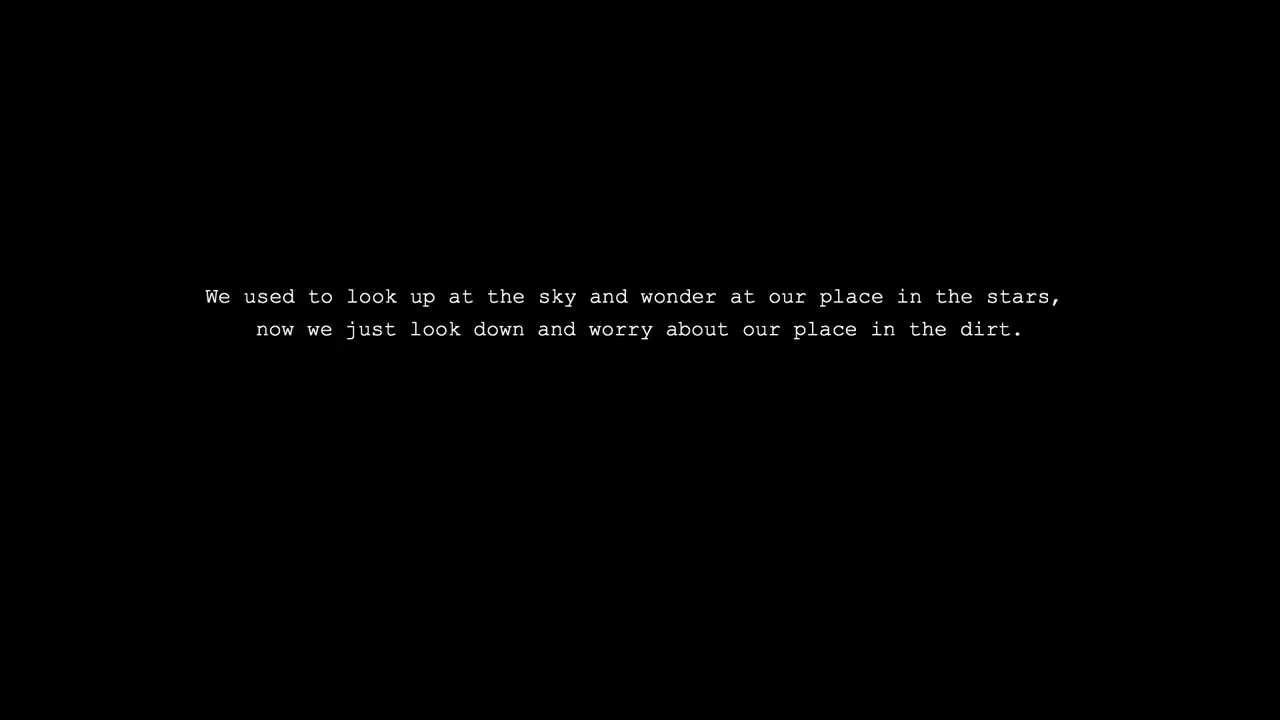 We used to look up at the sky and wonder at our place in the stars,
now we just look down and worry about our place in the dirt.